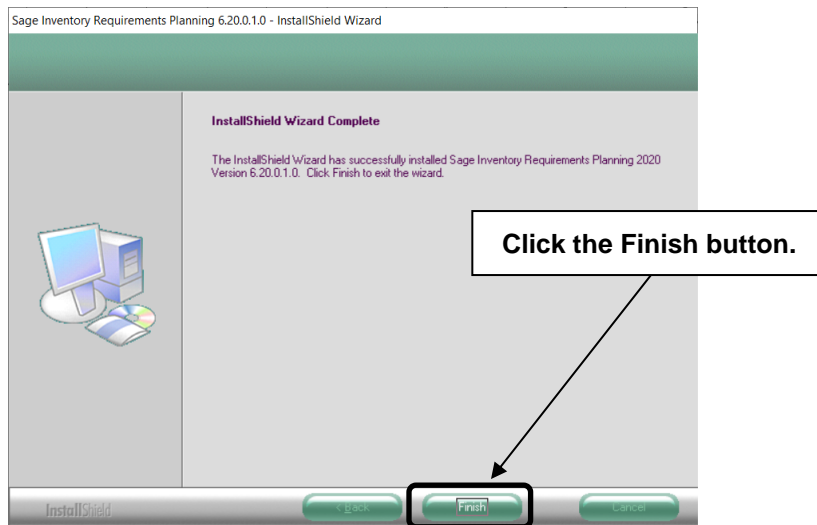 Sage Inventory Requirements Planning 6.20.0.1.0 - InstallShield Wizard
InstallShield Wizard Complete
The InstallShield Wizard has successfully installed Sage Inventory Requirements Planning 2020
Version 6.20.0.1.0. Click Finish to exit the wizard.
Click the Finish button.
InstallShield
< Back
Finish
Cancel